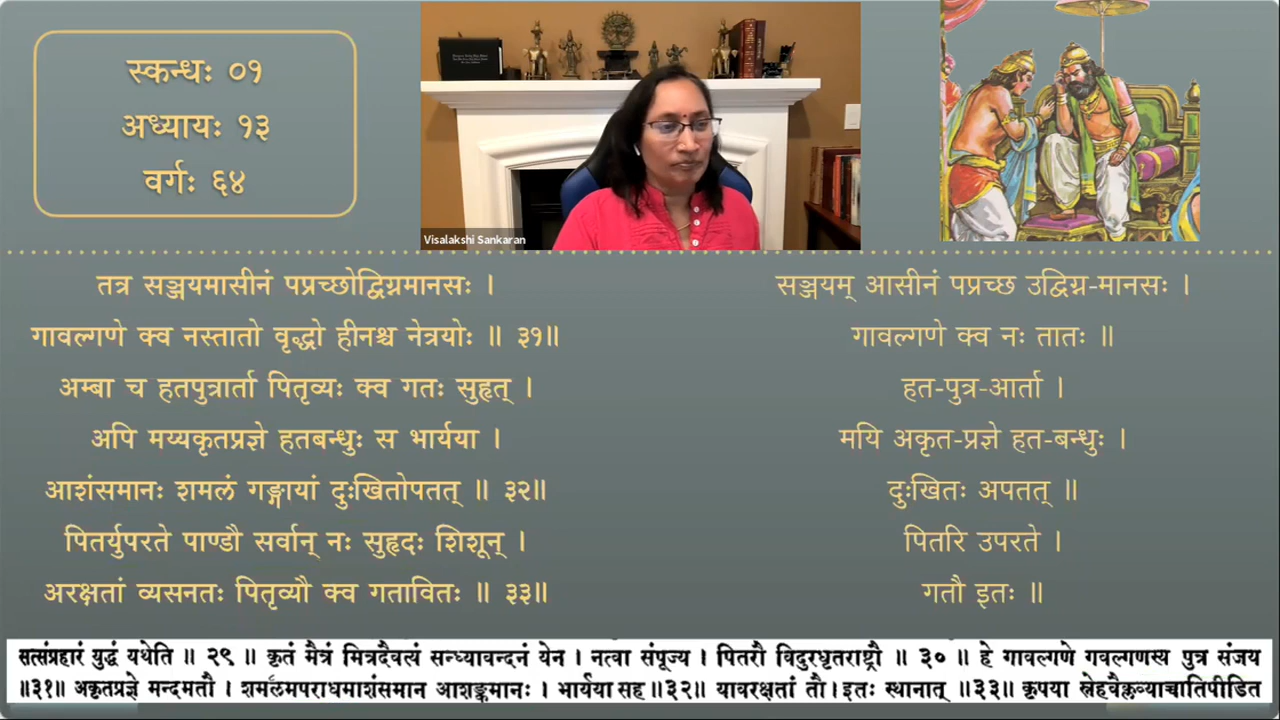 स्कन्धः ०१
अध्यायः १३
वर्गः ६४
Visalakshi Sankaran
तत्र सञ्जयमासीनं पप्रच्छोद्विग्नमानसः ।
गावल्गणे क्व नस्तातो वृद्धो हीनश्च नेत्रयोः ॥ ३१॥
अम्बा च हतपुत्रार्ता पितृव्यः क्व गतः सुहृत् ।
अपि मय्यकृतप्रज्ञे हतबन्धुः स भार्यया ।
आशंसमानः शमलं गङ्गायां दुःखितोपतत् ॥ ३२॥
पितर्युपरते पाण्डौ सर्वान् नः सुहृदः शिशून् ।
अरक्षतां व्यसनतः पितृव्यौ क्व गतावितः ॥ ३३॥
सञ्जयम् आसीनं पप्रच्छ उद्विग्न-मानसः ।
गावल्गणे क्व नः तातः ॥
हत-पुत्र-आर्ता ।
मयि अकृत-प्रज्ञे हत-बन्धुः ।
दुःखितः अपतत् ॥
पितरि उपरते ।
गतौ इतः ॥
सत्संप्रहारं युद्धं यथेति ॥ २९ ॥ कृतं मैत्रं मित्रदैवत्यं सन्ध्यावन्दनं येन । नत्वा संपूज्य । पितरौ विदुरधृतराष्ट्रौ ॥ ३० ॥ हे गावल्गणे गवल्गणस्य पुत्र संजय
॥३१॥ अकृतप्रज्ञे मन्दमतौ । शमलमपराधमाशंसमान आशङ्कमानः । भार्यया सह ॥३२॥ यावरक्षतां तौ । इतः स्थानात् ॥३३॥ कृपया स्नेहवैक्लव्याच्चातिपीडित